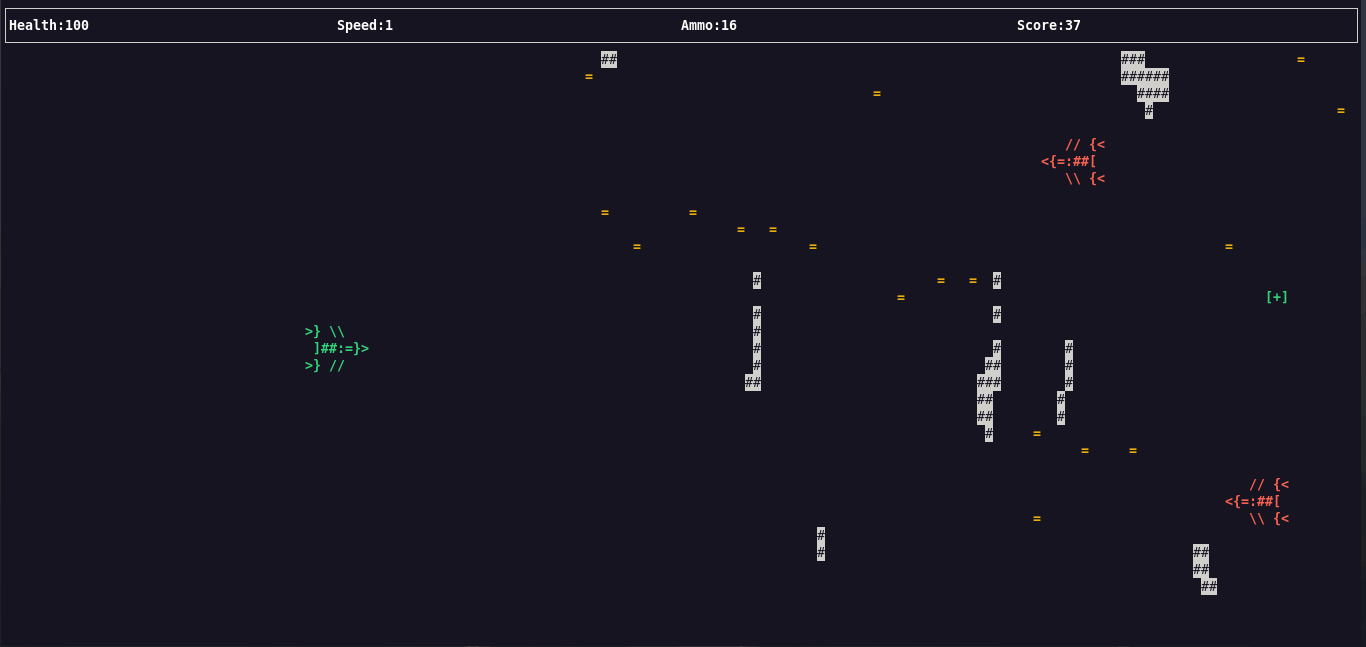 Health:100 Speed:1 Ammo:16 Score:37
## ### =
= ######
= ####
# =
// {<
<{=:##[
\\ {<
= =
= =
= = =
# = = #
= [+]
# #
>} \\ #
]##:=}> # # #
>} // # ## #
## ### #
## #
## #
# =
= =
// {<
<{=:##[
= \\ {<
#
# ##
##
##